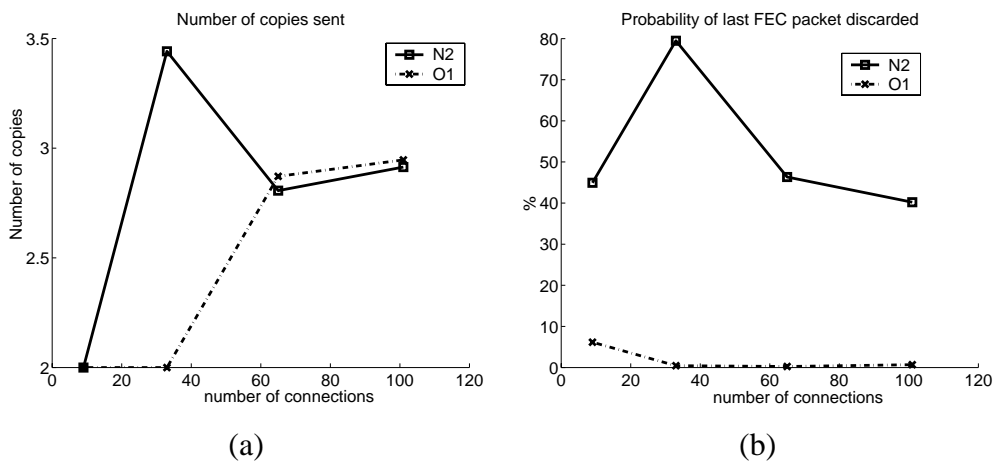 Number of copies sent
3.5
3
2.5
2
Number of copies
N2
O1
0 20 40 60 80 100 120
number of connections
(a)
Probability of last FEC packet discarded
80
70
60
50
40
30
20
10
0
%
N2
O1
0 20 40 60 80 100 120
number of connections
(b)